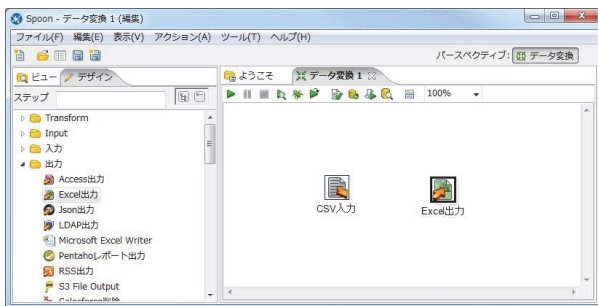 Spoon - データ変換 1 (編集)
ファイル(F) 編集(E) 表示(V) アクション(A) ツール(T) ヘルプ(H)
パースペクティブ: データ変換
ビュー デザイン
ようこそ データ変換 1
ステップ
100%
Transform
Input
入力
出力
Access出力
Excel出力
Json出力
LDAP出力
Microsoft Excel Writer
Pentahoレポート出力
RSS出力
S3 File Output
CSV入力
Excel出力